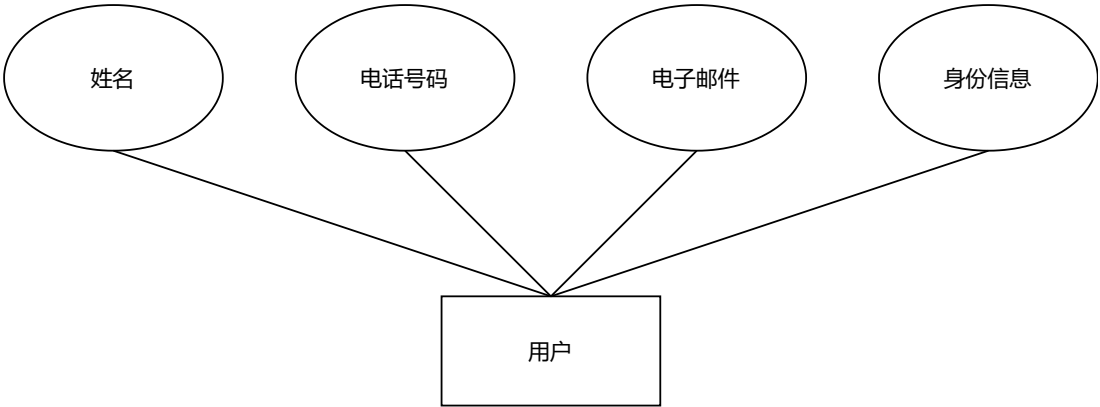 姓名
电话号码
电子邮件
身份信息
用户